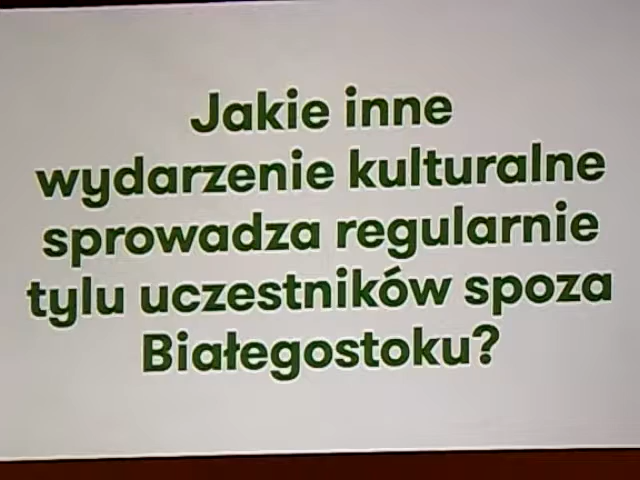 Jakie inne
wydarzenie kulturalne
sprowadza regularnie
tylu uczestników spoza
Białegostoku?